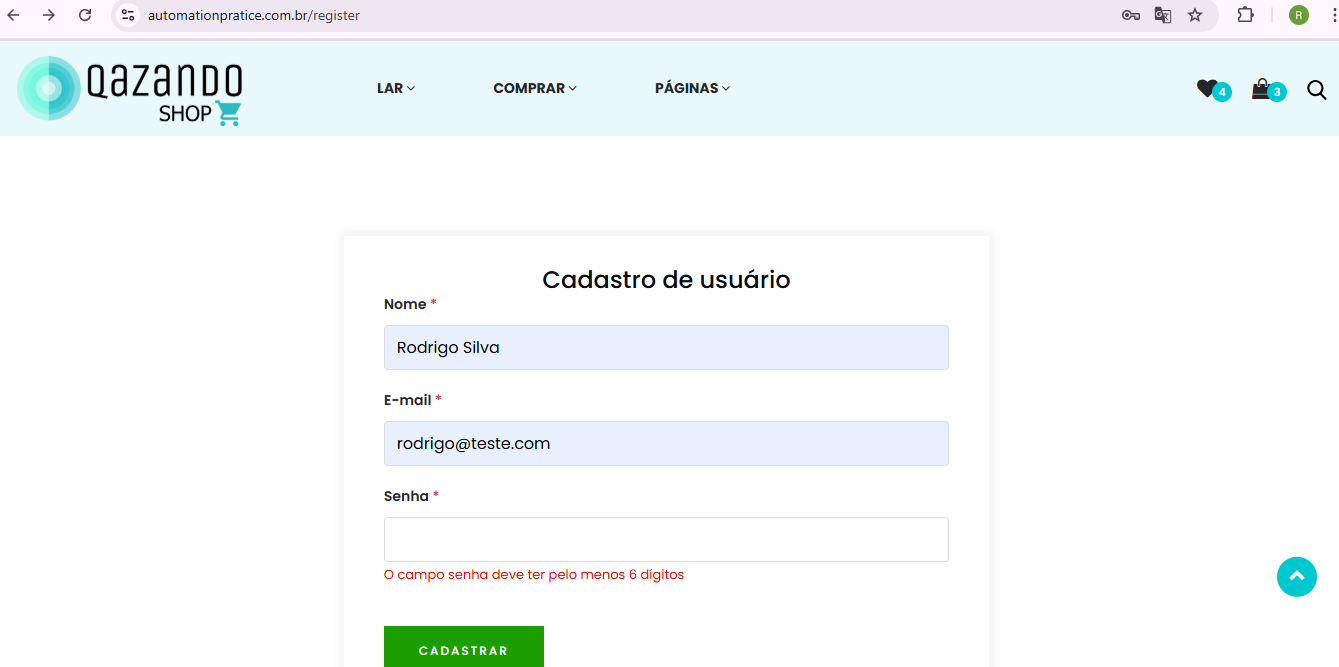 automationpratice.com.br/register
R
QAZANDO
SHOP
LAR COMPRAR PÁGINAS
4 3
Cadastro de usuário
Nome *
Rodrigo Silva
E-mail *
rodrigo@teste.com
Senha *
O campo senha deve ter pelo menos 6 dígitos
CADASTRAR